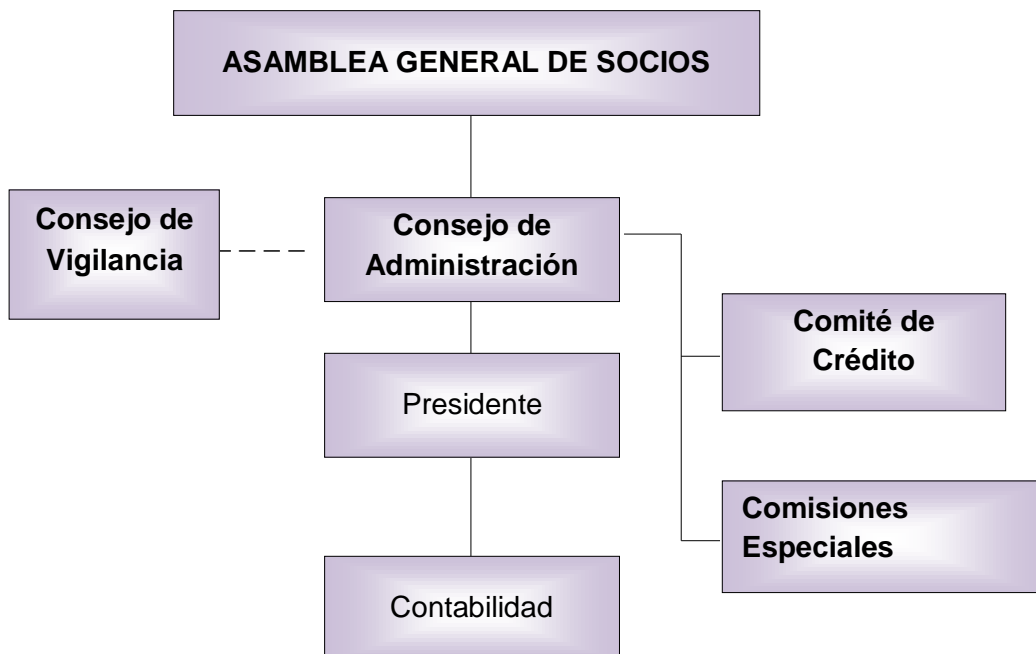 ASAMBLEA GENERAL DE SOCIOS
Consejo de
Vigilancia
Consejo de
Administración
Comité de
Crédito
Presidente
Comisiones
Especiales
Contabilidad